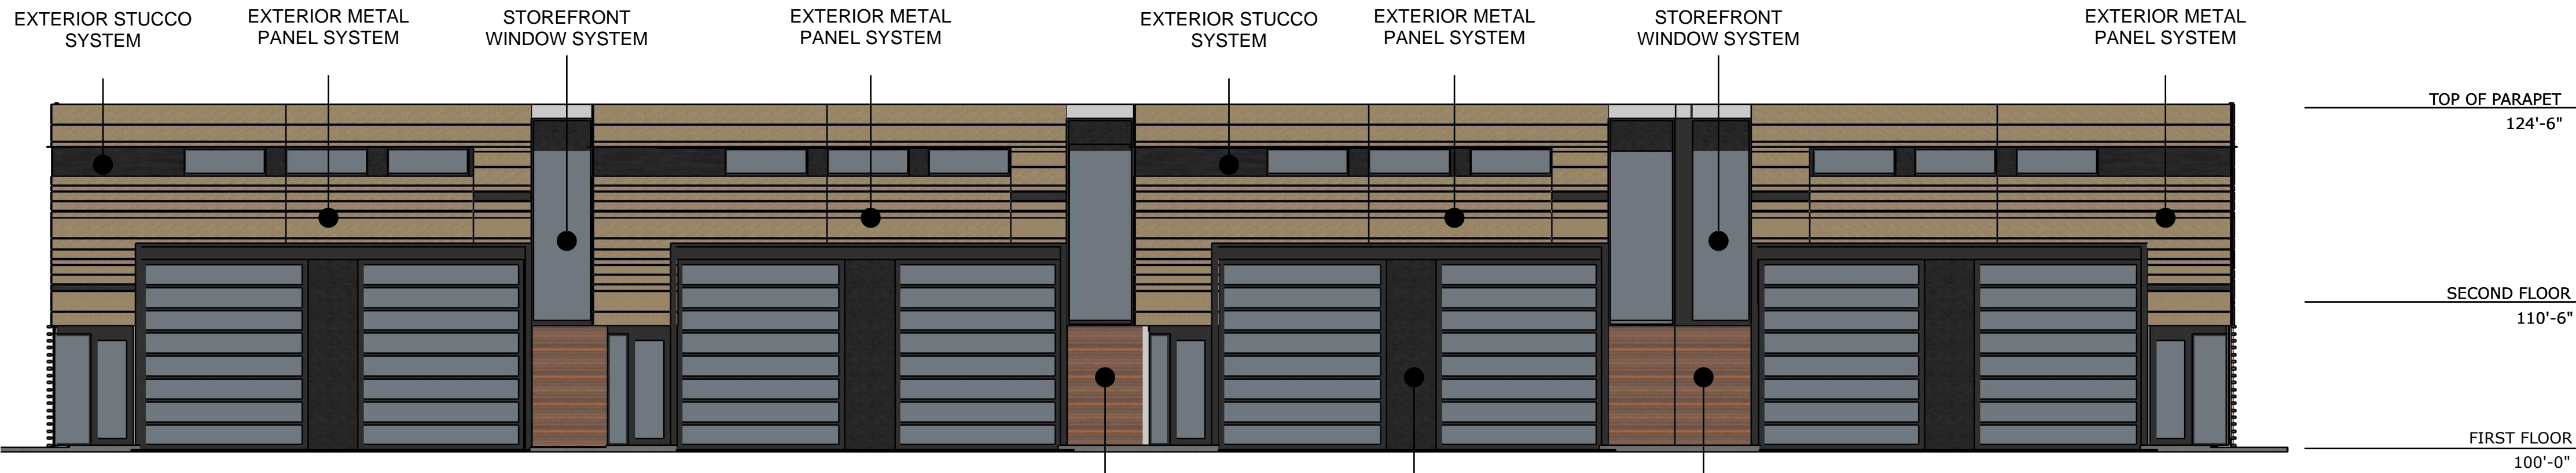 EXTERIOR STUCCO
SYSTEM
EXTERIOR METAL
PANEL SYSTEM
STOREFRONT
WINDOW SYSTEM
EXTERIOR METAL
PANEL SYSTEM
EXTERIOR STUCCO
SYSTEM
EXTERIOR METAL
PANEL SYSTEM
STOREFRONT
WINDOW SYSTEM
EXTERIOR METAL
PANEL SYSTEM
TOP OF PARAPET
124'-6"
SECOND FLOOR
110'-6"
FIRST FLOOR
100'-0"